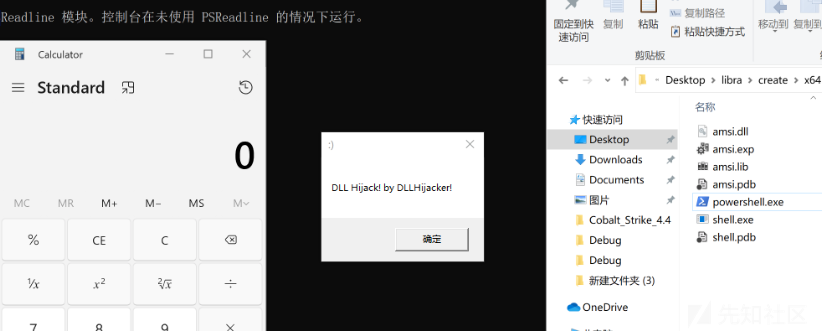 Readline 模块。控制台在未使用 PSReadline 的情况下运行。
Calculator
Standard
0
MC MR M+ M− MS M˅
% CE C
¹/x x² ²√x ÷
7 8 9 ×
:)
DLL Hijack! by DLLHijacker!
确定
固定到快速访问
复制
粘贴
复制路径
粘贴快捷方式
移动到
复制到
剪贴板
Desktop › libra › create › x64
名称
快速访问
Desktop
Downloads
Documents
图片
Cobalt_Strike_4.4
Debug
Debug
新建文件夹 (3)
OneDrive
amsi.dll
amsi.exp
amsi.lib
amsi.pdb
powershell.exe
shell.exe
shell.pdb
先知社区